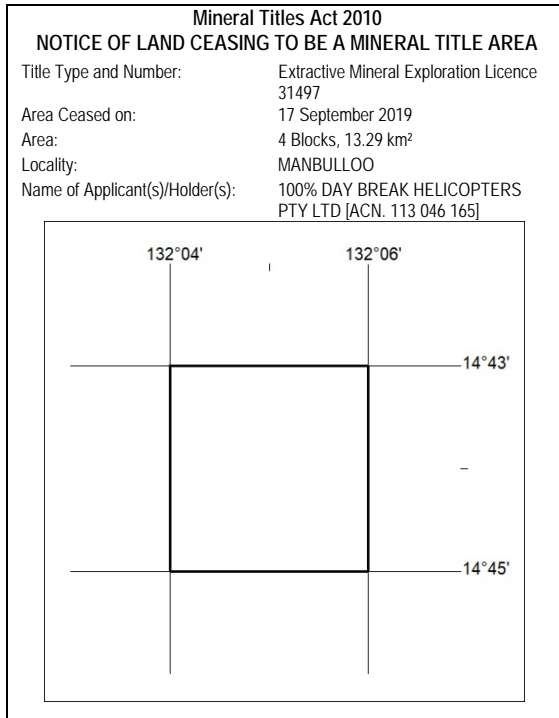 Mineral Titles Act 2010
NOTICE OF LAND CEASING TO BE A MINERAL TITLE AREA
Title Type and Number: Extractive Mineral Exploration Licence
31497
Area Ceased on: 17 September 2019
Area: 4 Blocks, 13.29 km²
Locality: MANBULLOO
Name of Applicant(s)/Holder(s): 100% DAY BREAK HELICOPTERS
PTY LTD [ACN. 113 046 165]
132°04' 132°06'
14°43'
14°45'